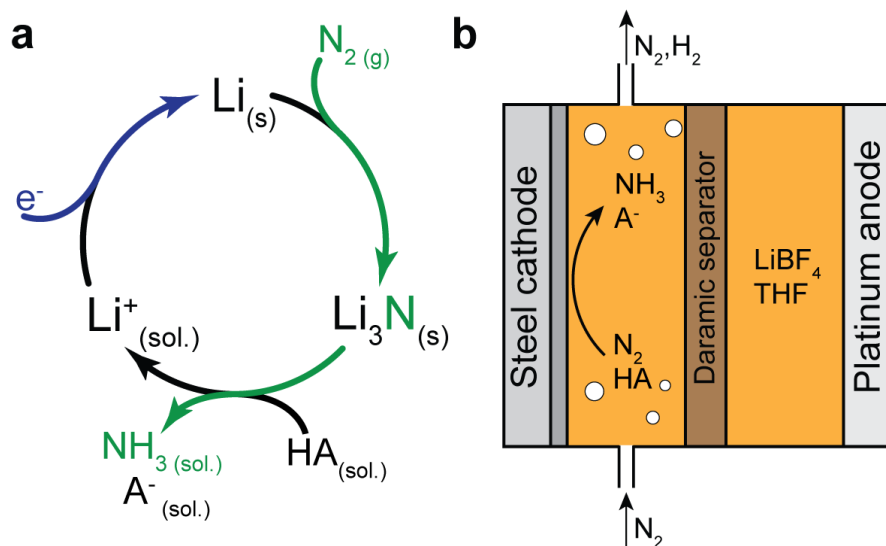 a
N2 (g)
Li(s)
e-
Li+ (sol.)
Li3N(s)
NH3 (sol.)
A- (sol.)
HA(sol.)
b
N2,H2
Steel cathode
NH3
A-
N2
HA
Daramic separator
LiBF4
THF
Platinum anode
N2